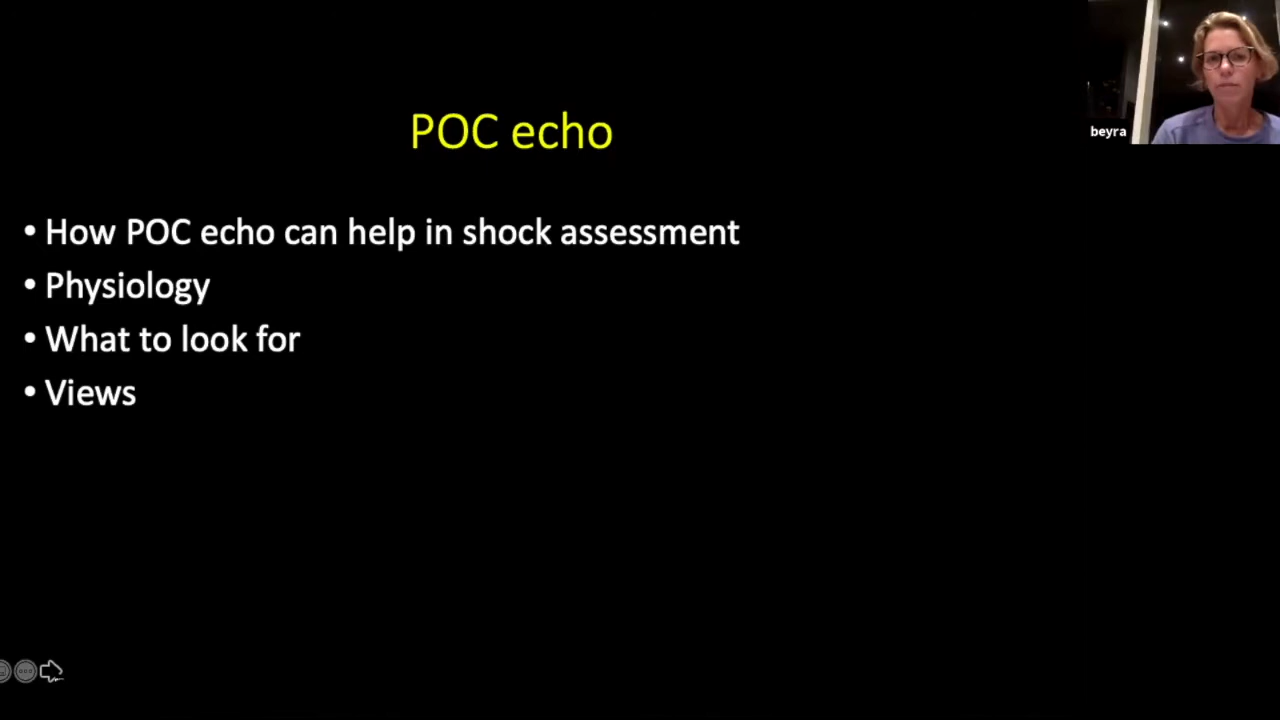 POC echo
beyra
• How POC echo can help in shock assessment
• Physiology
• What to look for
• Views